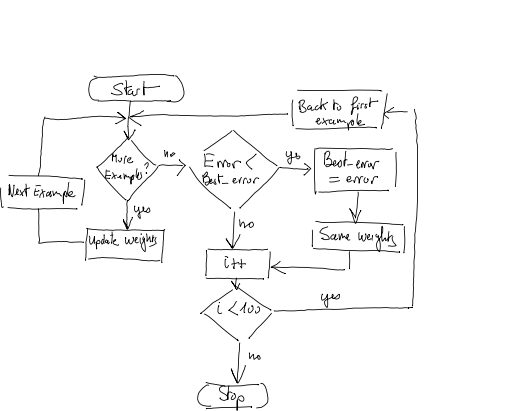 Start
Back to first
example
More
Examples?
no
Error <
Best_error
yes
Best_error
= error
Next Example
yes
Update weights
no
Same weights
i++
i < 100
yes
no
Stop